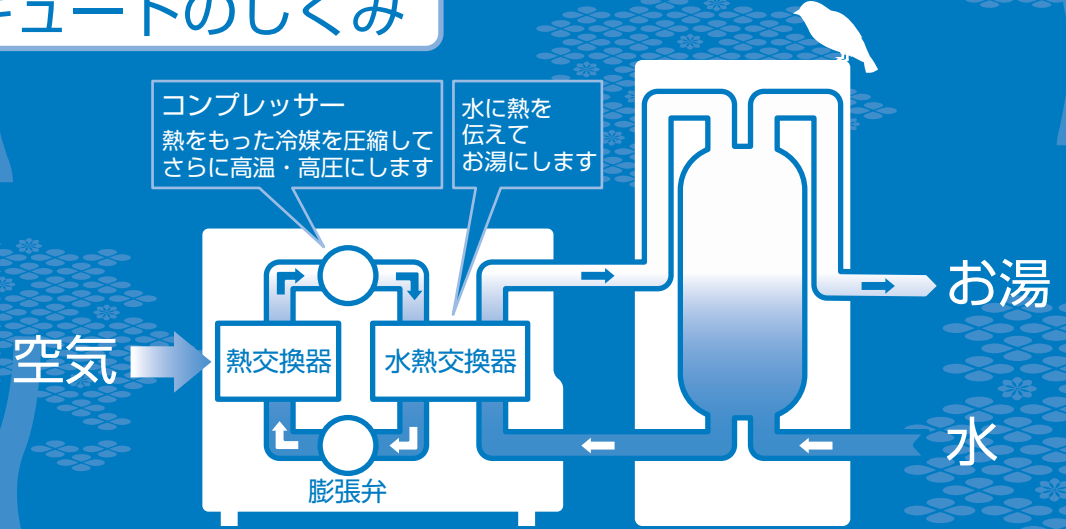 キュートのしくみ
コンプレッサー
熱をもった冷媒を圧縮して
さらに高温・高圧にします
水に熱を
伝えて
お湯にします
空気
熱交換器
水熱交換器
膨張弁
お湯
水